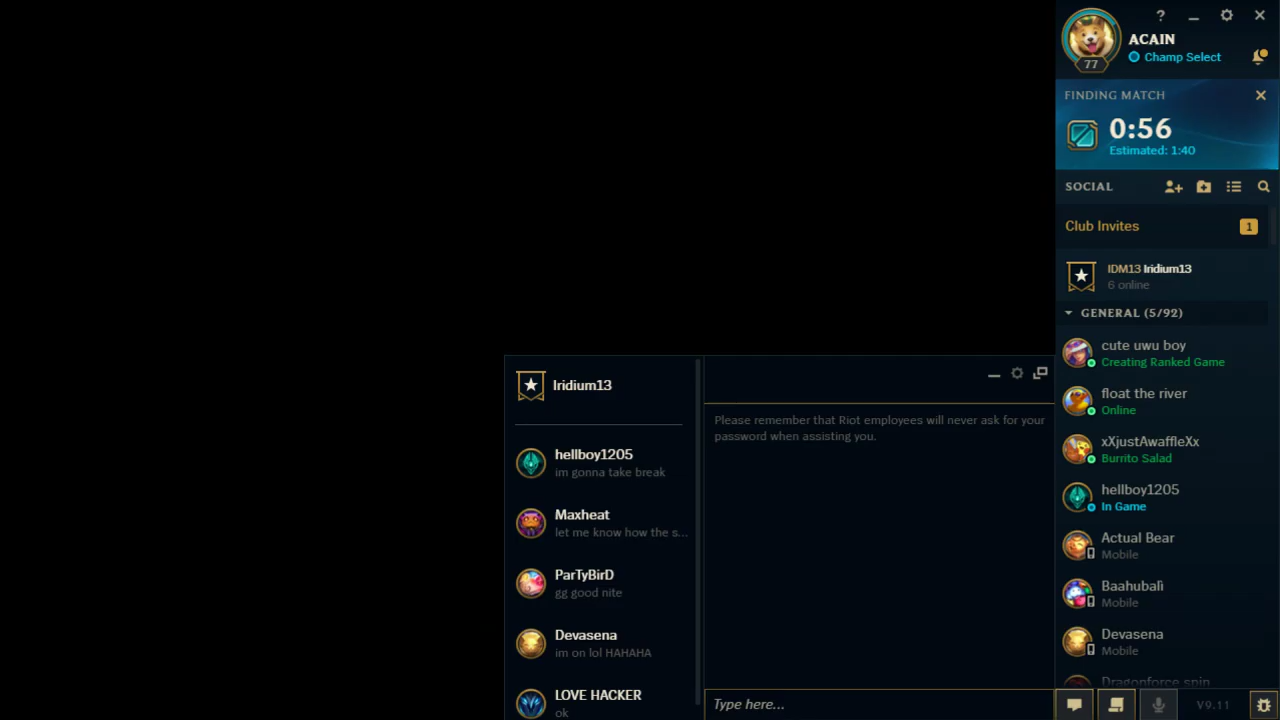 ?
ACAIN
77
Champ Select
FINDING MATCH
0:56
Estimated: 1:40
SOCIAL
Club Invites
1
IDM13 Iridium13
6 online
GENERAL (5/92)
cute uwu boy
Creating Ranked Game
float the river
Online
xXjustAwaffleXx
Burrito Salad
hellboy1205
In Game
Actual Bear
Mobile
Baahubali
Mobile
Devasena
Mobile
Dragonforce spin
V9.11
Iridium13
hellboy1205
im gonna take break
Maxheat
let me know how the s...
ParTyBirD
gg good nite
Devasena
im on lol HAHAHA
LOVE HACKER
ok
Please remember that Riot employees will never ask for your
password when assisting you.
Type here...